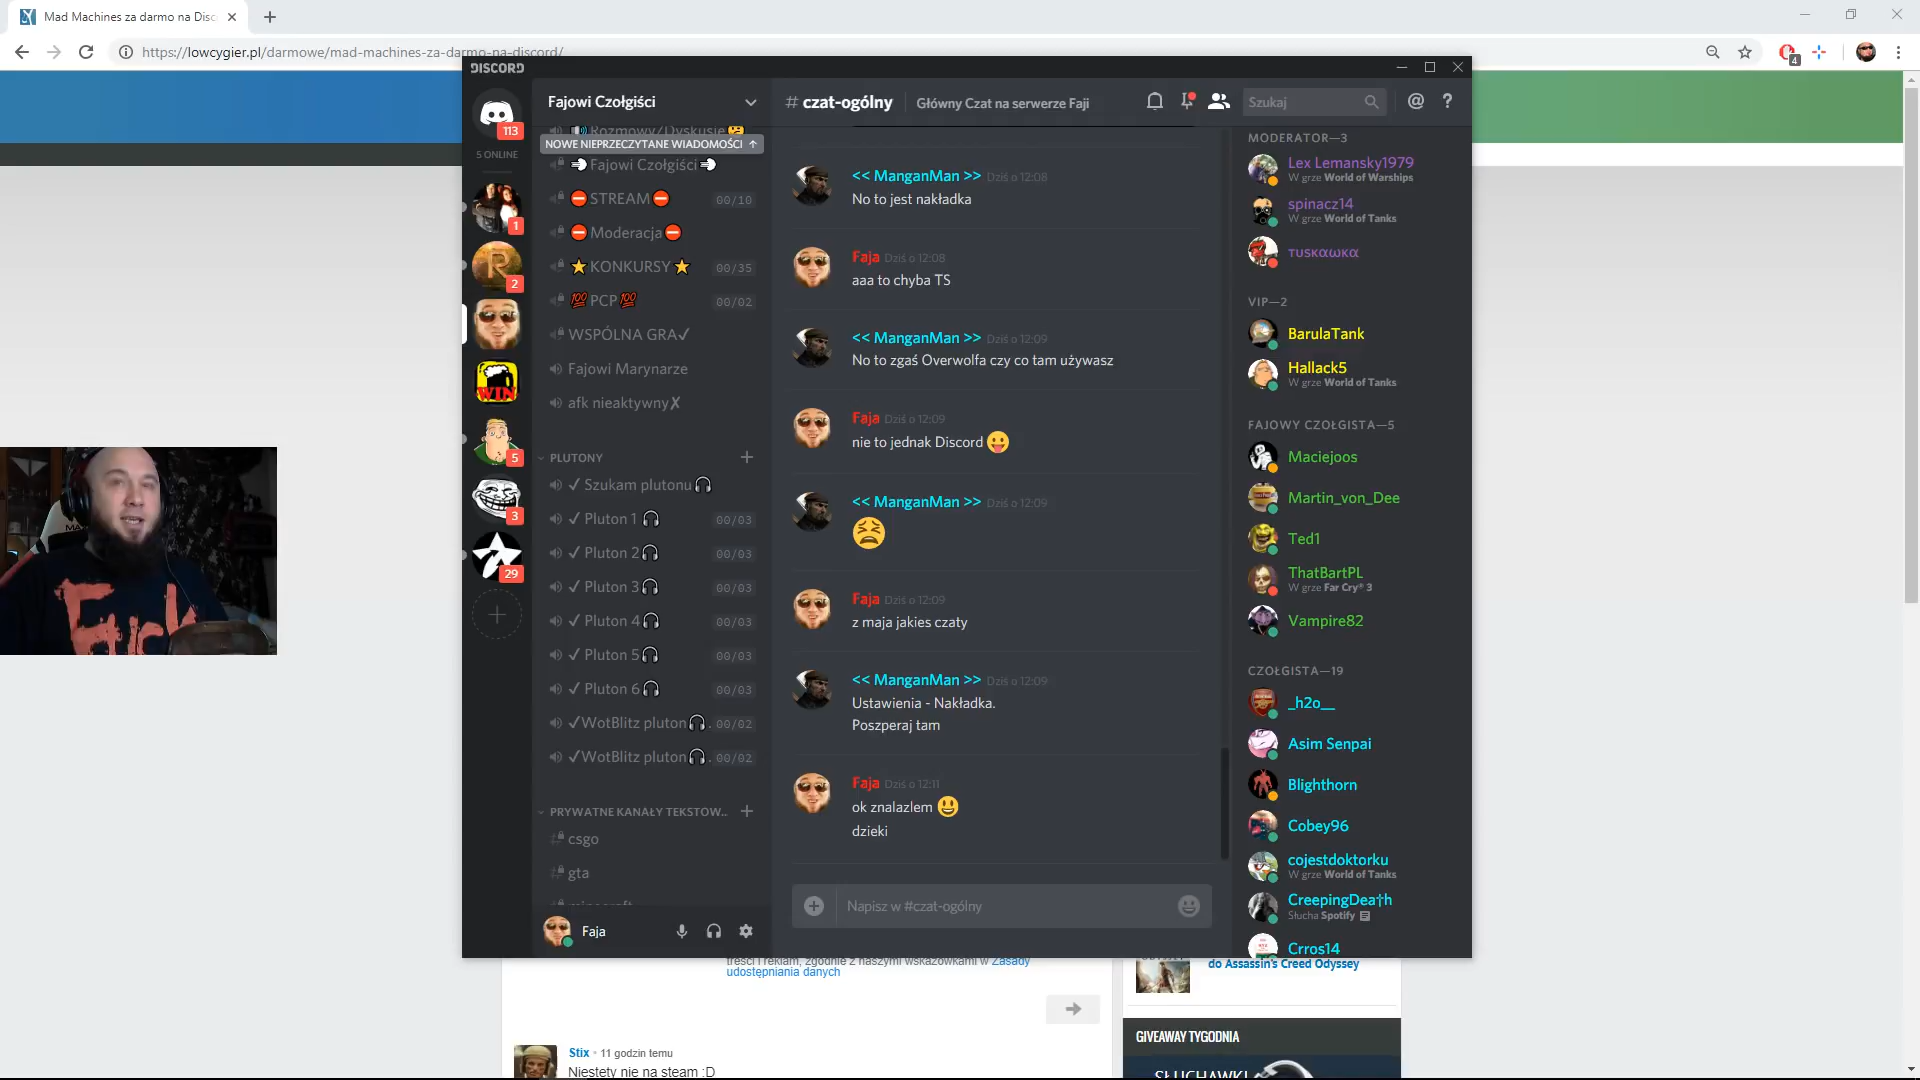 Mad Machines za darmo na Disc
https://lowcygier.pl/darmowe/mad-machines-za-darmo-na-discord/
4
DISCORD
Fajowi Czołgiści
# czat-ogólny
Główny Czat na serwerze Faji
Szukaj
113
5 ONLINE
1
2
WIN
5
3
29
Rozmowy/Dyskusje
NOWE NIEPRZECZYTANE WIADOMOŚCI ↑
Fajowi Czołgiści
⛔ STREAM ⛔ 00/10
⛔ Moderacja ⛔
⭐ KONKURSY ⭐ 00/35
💯 PCP 💯 00/02
WSPÓLNA GRA✓
Fajowi Marynarze
afk nieaktywny✗
PLUTONY
✓ Szukam plutonu 🎧
✓ Pluton 1 🎧 00/03
✓ Pluton 2 🎧 00/03
✓ Pluton 3 🎧 00/03
✓ Pluton 4 🎧 00/03
✓ Pluton 5 🎧 00/03
✓ Pluton 6 🎧 00/03
✓WotBlitz pluton 🎧. 00/02
✓WotBlitz pluton 🎧. 00/02
PRYWATNE KANAŁY TEKSTOW..
csgo
gta
minecraft
Faja
<< ManganMan >> Dziś o 12:08
No to jest nakładka
Faja Dziś o 12:08
aaa to chyba TS
<< ManganMan >> Dziś o 12:09
No to zgaś Overwolfa czy co tam używasz
Faja Dziś o 12:09
nie to jednak Discord 😛
<< ManganMan >> Dziś o 12:09
😫
Faja Dziś o 12:09
z maja jakies czaty
<< ManganMan >> Dziś o 12:09
Ustawienia - Nakładka.
Poszperaj tam
Faja Dziś o 12:11
ok znalazlem 😃
dzieki
Napisz w #czat-ogólny
MODERATOR—3
Lex Lemansky1979
W grze World of Warships
spinacz14
W grze World of Tanks
τυsκαωκα
VIP—2
BarulaTank
Hallack5
W grze World of Tanks
FAJOWY CZOŁGISTA—5
Maciejoos
Martin_von_Dee
Ted1
ThatBartPL
W grze Far Cry® 3
Vampire82
CZOŁGISTA—19
_h2o__
Asim Senpai
Blighthorn
Cobey96
cojestdoktorku
W grze World of Tanks
CreepingDea†h
Słucha Spotify
Crros14
treści i reklam, zgodnie z naszymi wskazówkami w Zasady
udostępniania danych
do Assassin's Creed Odyssey
GIVEAWAY TYGODNIA
SŁUCHAWKI
Stix • 11 godzin temu
Niestety nie na steam :D